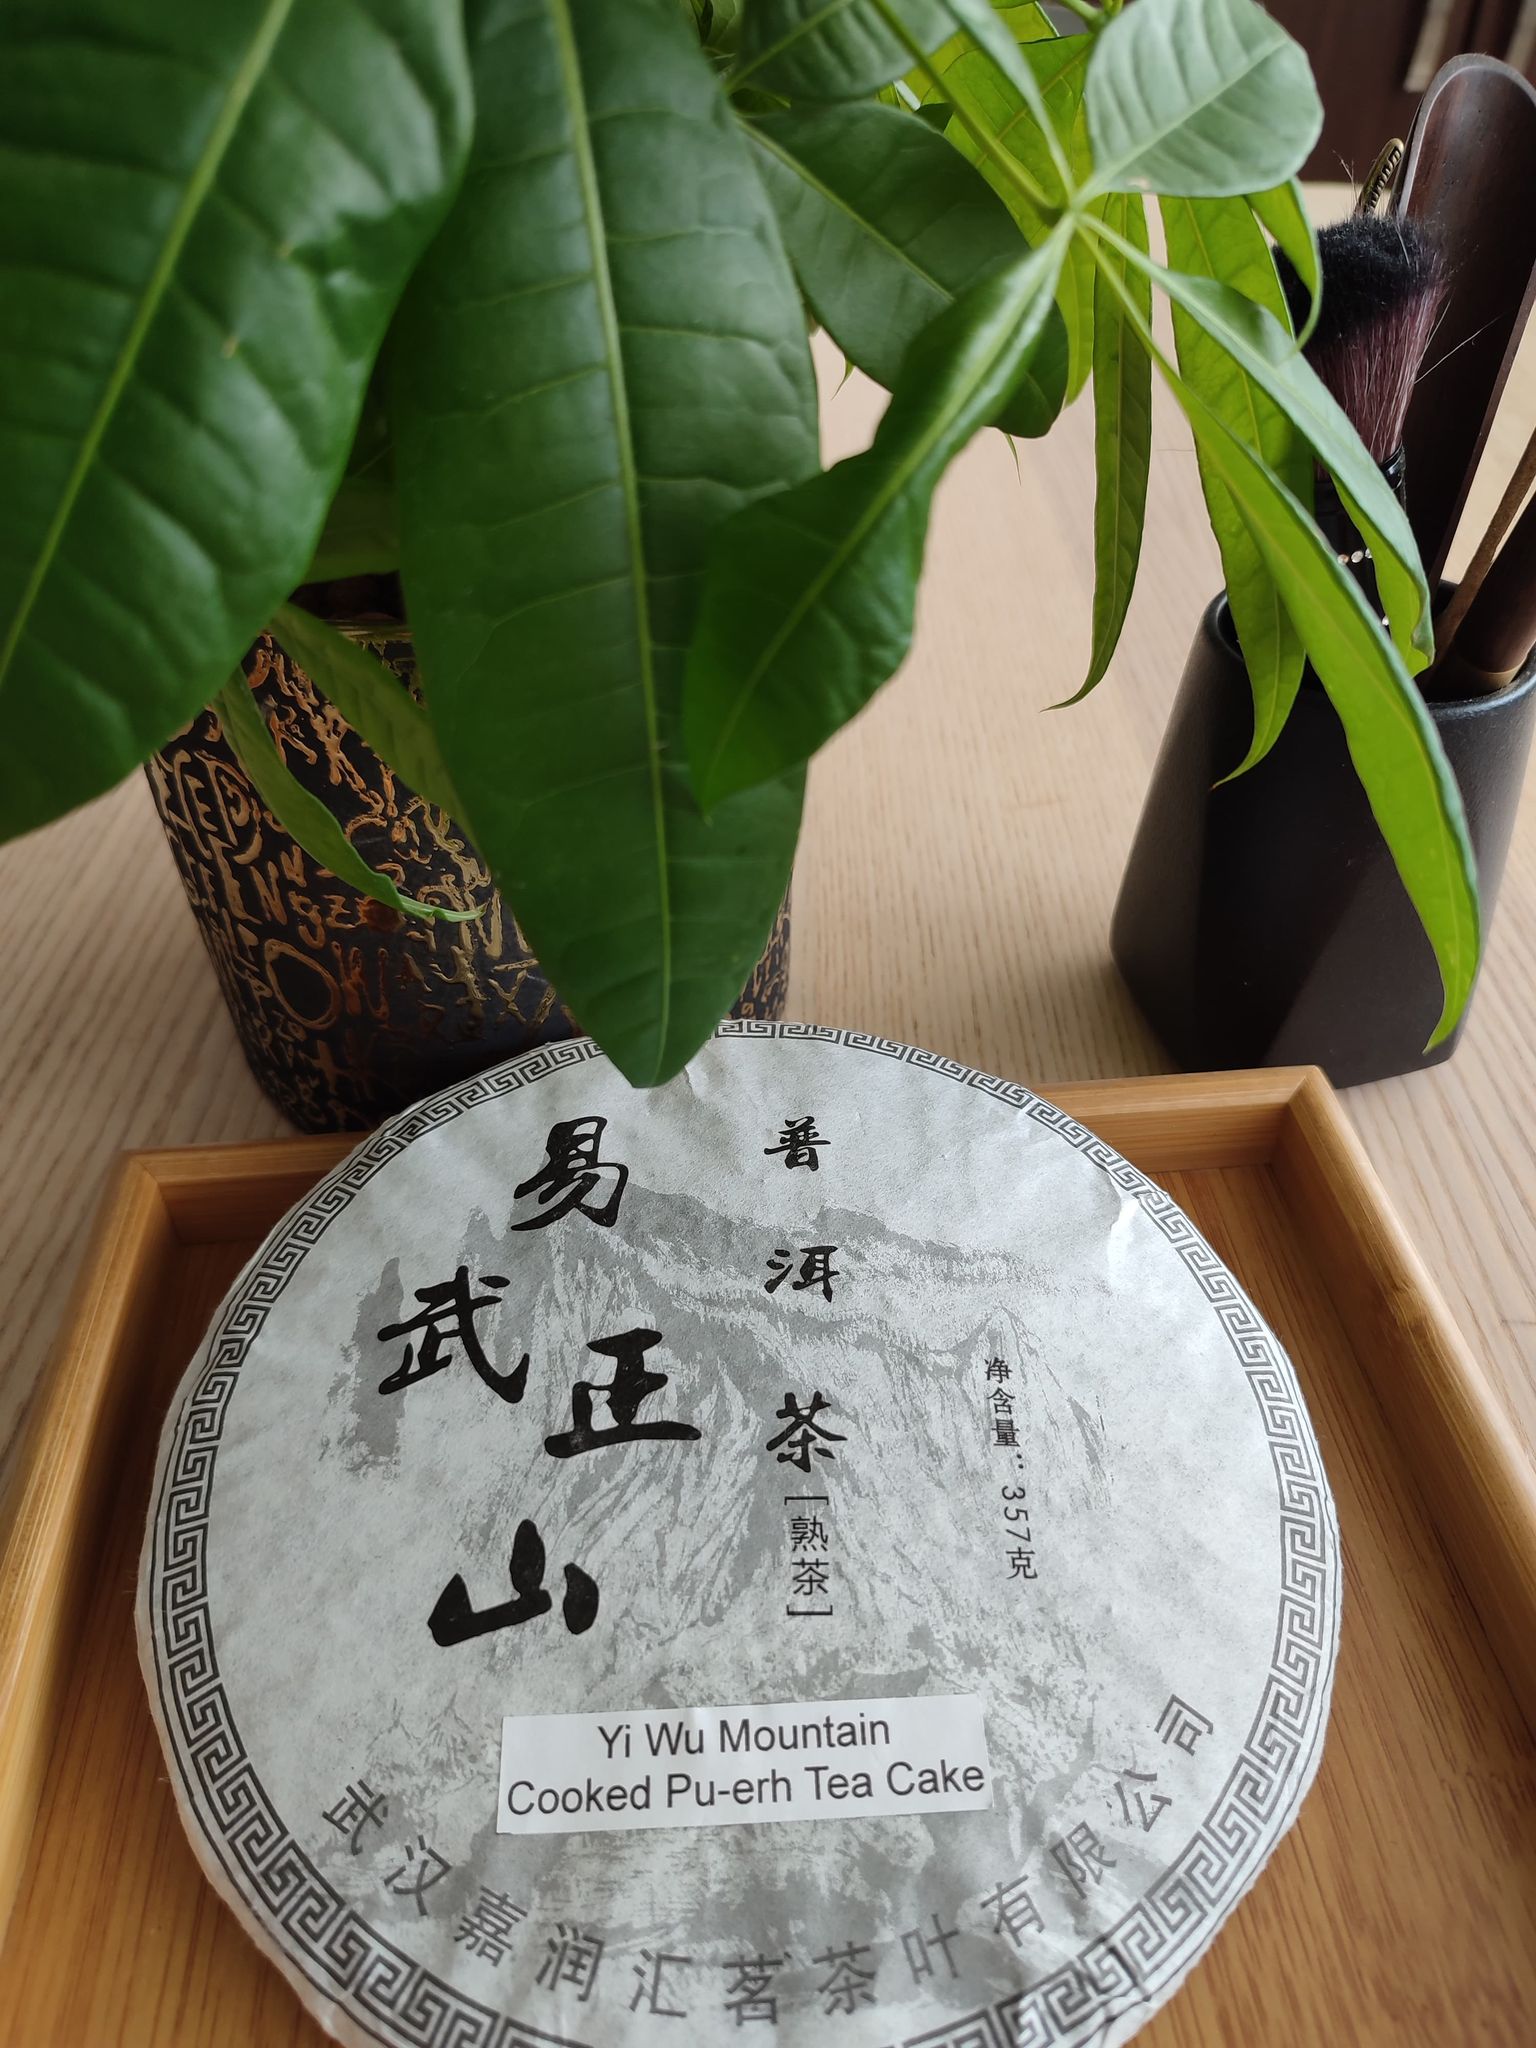 易武正山
普洱茶
[熟茶]
净含量：357克
Yi Wu Mountain
Cooked Pu-erh Tea Cake
武汉嘉润汇茗茶叶有限公司